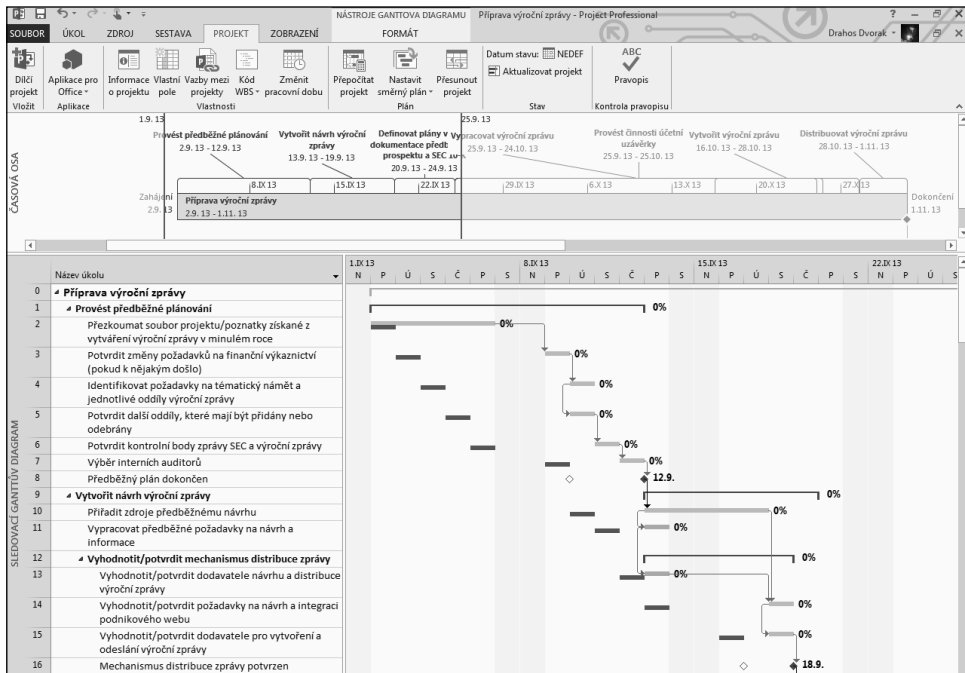 NÁSTROJE GANTTOVA DIAGRAMU Příprava výroční zprávy - Project Professional
SOUBOR ÚKOL ZDROJ SESTAVA PROJEKT ZOBRAZENÍ FORMÁT Drahos Dvorak
Dílčí projekt
Vložit
Aplikace pro Office
Aplikace
Informace o projektu
Vlastní pole
Vazby mezi projekty
Kód WBS
Změnit pracovní dobu
Vlastnosti
Přepočítat projekt
Nastavit směrný plán
Přesunout projekt
Plán
Datum stavu: NEDEF
Aktualizovat projekt
Stav
ABC
Pravopis
Kontrola pravopisu
ČASOVÁ OSA
1.9. 13 25.9. 13
Provést předběžné plánování
2.9. 13 - 12.9. 13
Vytvořit návrh výroční
zprávy
13.9. 13 - 19.9. 13
Definovat plány v
dokumentace předb
prospektu a SEC 10-K
20.9. 13 - 24.9. 13
Vypracovat výroční zprávu
25.9. 13 - 24.10. 13
Provést činnosti účetní
uzávěrky
25.9. 13 - 25.10. 13
Vytvořit výroční zprávu
16.10. 13 - 28.10. 13
Distribuovat výroční zprávu
28.10. 13 - 1.11. 13
8.IX 13 15.IX 13 22.IX 13 29.IX 13 6.X 13 13.X 13 20.X 13 27.X 13
Zahájení
2.9. 13
Příprava výroční zprávy
2.9. 13 - 1.11. 13
Dokončení
1.11. 13
SLEDOVACÍ GANTTŮV DIAGRAM
1.IX 13 8.IX 13 15.IX 13 22.IX 13
Název úkolu N P Ú S Č P S N P Ú S Č P S N P Ú S Č P S N P Ú S
0 Příprava výroční zprávy
1 Provést předběžné plánování 0%
2 Přezkoumat soubor projektu/poznatky získané z 0%
vytváření výroční zprávy v minulém roce
3 Potvrdit změny požadavků na finanční výkaznictví 0%
(pokud k nějakým došlo)
4 Identifikovat požadavky na tématický námět a 0%
jednotlivé oddíly výroční zprávy
5 Potvrdit další oddíly, které mají být přidány nebo 0%
odebrány
6 Potvrdit kontrolní body zprávy SEC a výroční zprávy 0%
7 Výběr interních auditorů 0%
8 Předběžný plán dokončen 12.9.
9 Vytvořit návrh výroční zprávy 0%
10 Přiřadit zdroje předběžnému návrhu 0%
11 Vypracovat předběžné požadavky na návrh a 0%
informace
12 Vyhodnotit/potvrdit mechanismus distribuce zprávy 0%
13 Vyhodnotit/potvrdit dodavatele návrhu a distribuce 0%
výroční zprávy
14 Vyhodnotit/potvrdit požadavky na návrh a integraci 0%
podnikového webu
15 Vyhodnotit/potvrdit dodavatele pro vytvoření a 0%
odeslání výroční zprávy
16 Mechanismus distribuce zprávy potvrzen 18.9.